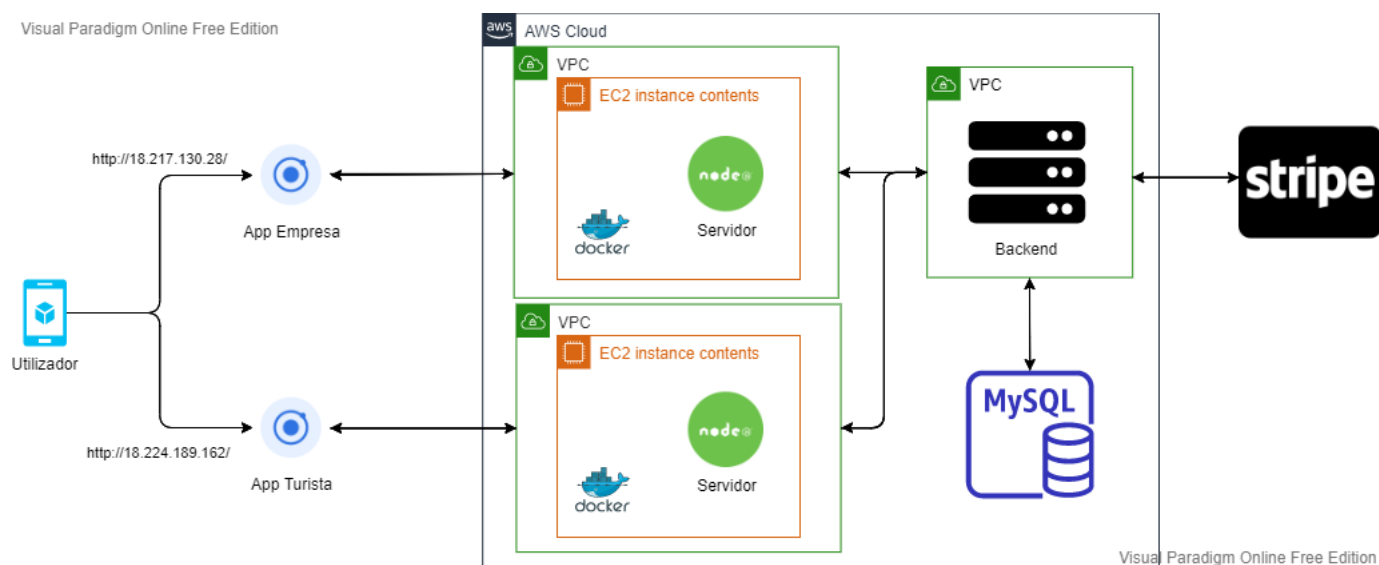 Visual Paradigm Online Free Edition
aws
AWS Cloud
VPC
EC2 instance contents
node
Servidor
docker
http://18.217.130.28/
App Empresa
VPC
Backend
stripe
Utilizador
VPC
EC2 instance contents
node
Servidor
docker
http://18.224.189.162/
App Turista
MySQL
Visual Paradigm Online Free Edition